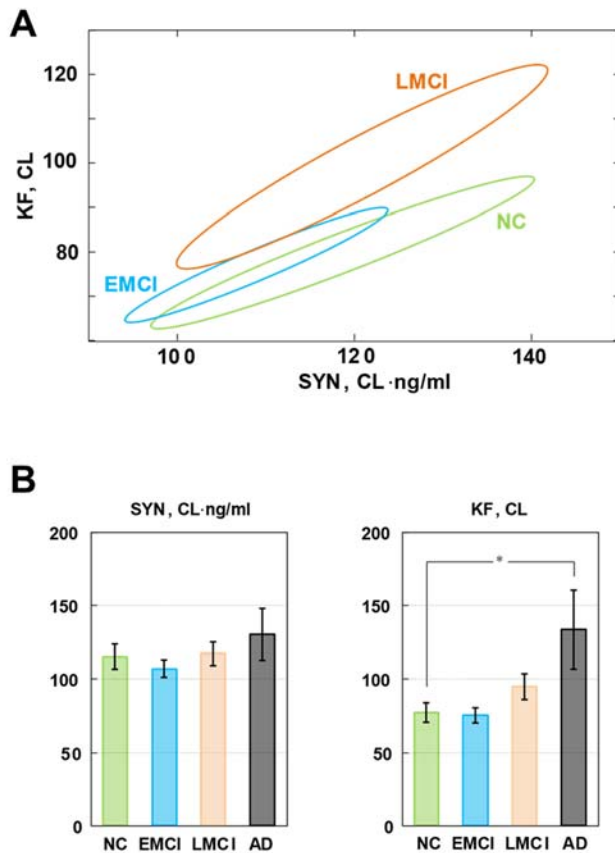 A
120
100
80
KF, CL
LMCI
NC
EMCI
100 120 140
SYN, CL·ng/ml
B
SYN, CL·ng/ml
200
150
100
50
0
NC EMCI LMCI AD
KF, CL
200
150
100
50
0
*
NC EMCI LMCI AD